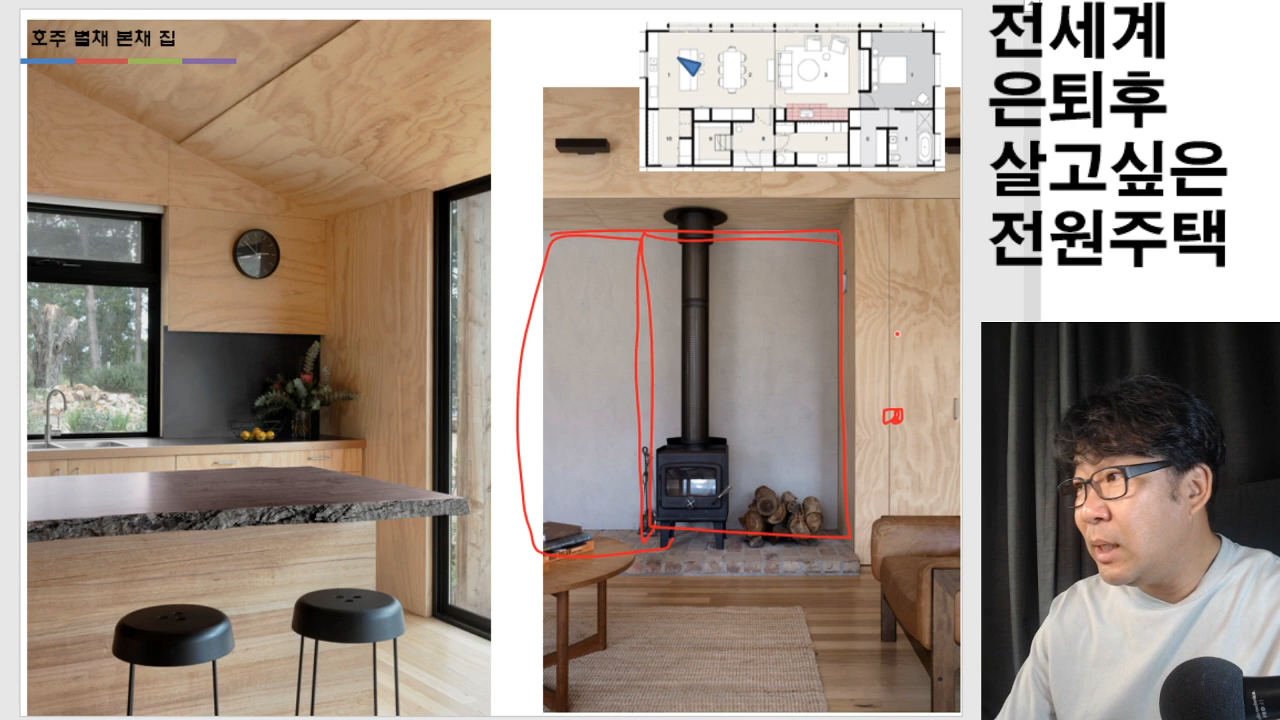 호주 별채 본채 집
전세계
은퇴후
살고싶은
전원주택